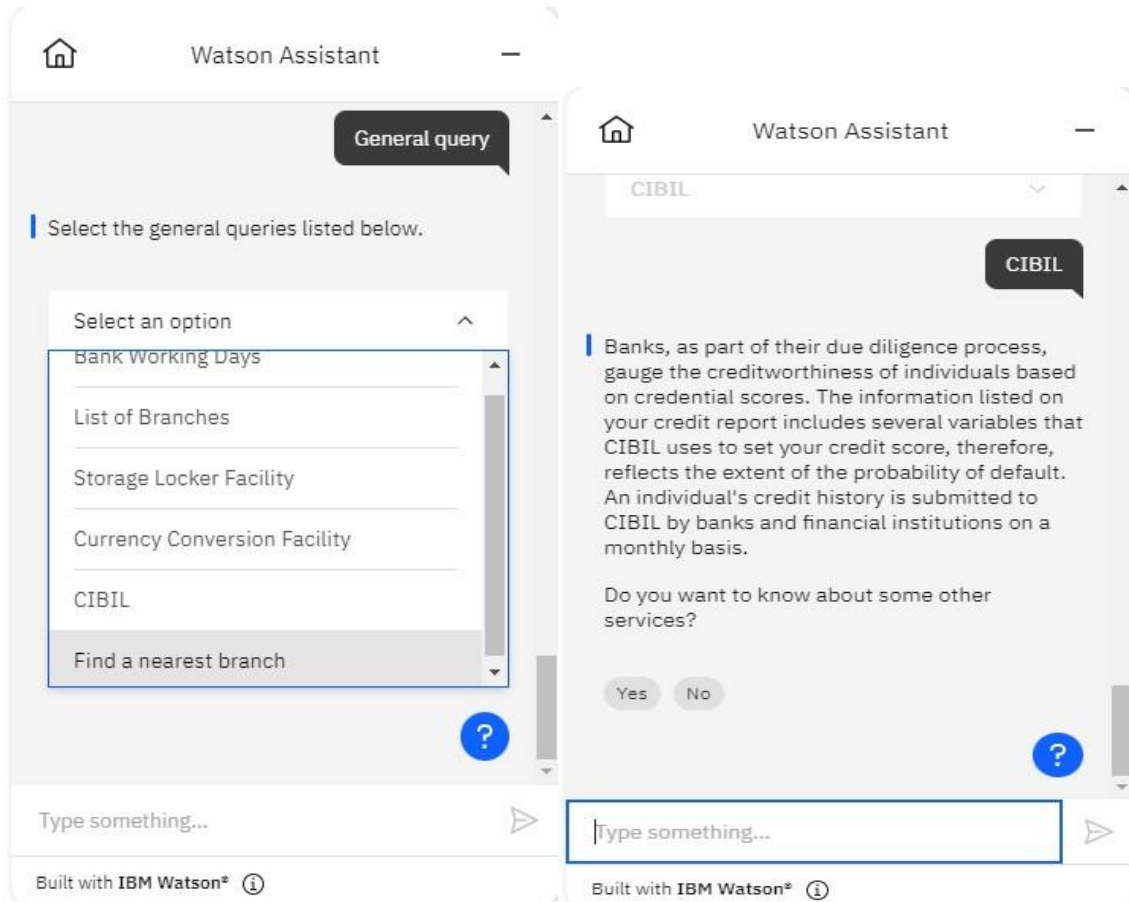 Watson Assistant
General query
Select the general queries listed below.
Select an option
Bank Working Days
List of Branches
Storage Locker Facility
Currency Conversion Facility
CIBIL
Find a nearest branch
?
Type something...
Built with IBM Watson®
Watson Assistant
CIBIL
CIBIL
Banks, as part of their due diligence process,
gauge the creditworthiness of individuals based
on credential scores. The information listed on
your credit report includes several variables that
CIBIL uses to set your credit score, therefore,
reflects the extent of the probability of default.
An individual's credit history is submitted to
CIBIL by banks and financial institutions on a
monthly basis.
Do you want to know about some other
services?
Yes No
?
Type something...
Built with IBM Watson®